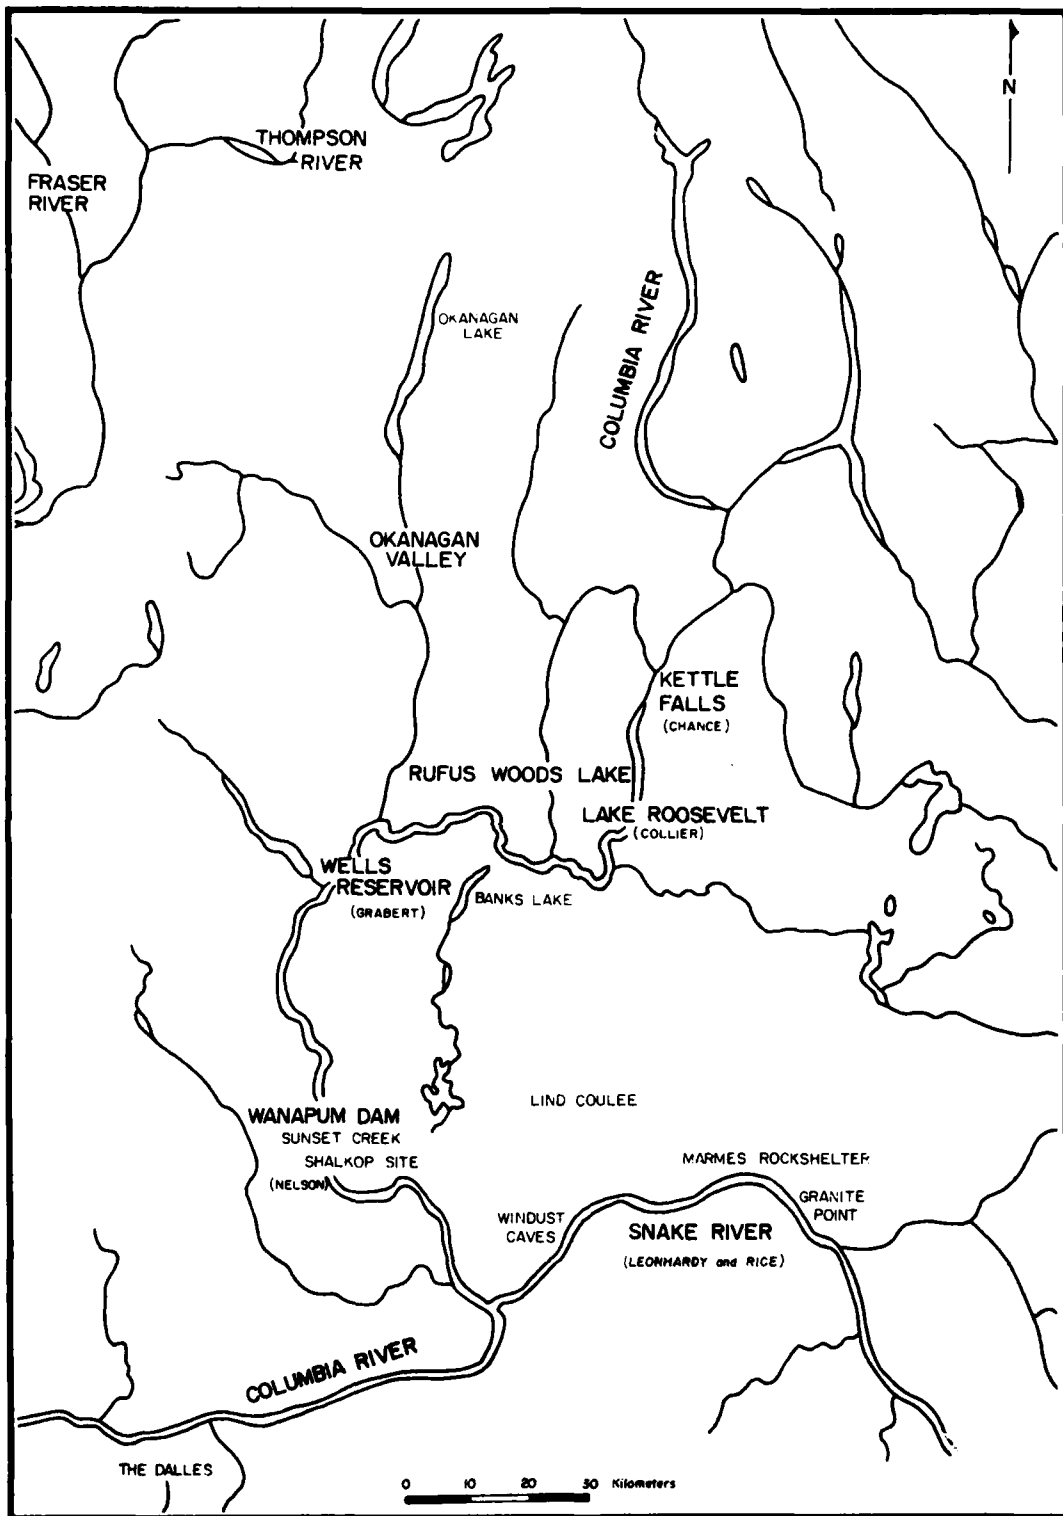 N
THOMPSON
RIVER
FRASER
RIVER
OKANAGAN
LAKE
COLUMBIA RIVER
OKANAGAN
VALLEY
KETTLE
FALLS
(CHANCE)
RUFUS WOODS LAKE
LAKE ROOSEVELT
(COLLIER)
WELLS
RESERVOIR
(GRABERT)
BANKS LAKE
LIND COULEE
WANAPUM DAM
SUNSET CREEK
SHALKOP SITE
(NELSON)
MARMES ROCKSHELTER
GRANITE
POINT
WINDUST
CAVES
SNAKE RIVER
(LEONHARDY and RICE)
COLUMBIA RIVER
THE DALLES
0 10 20 30 Kilometers